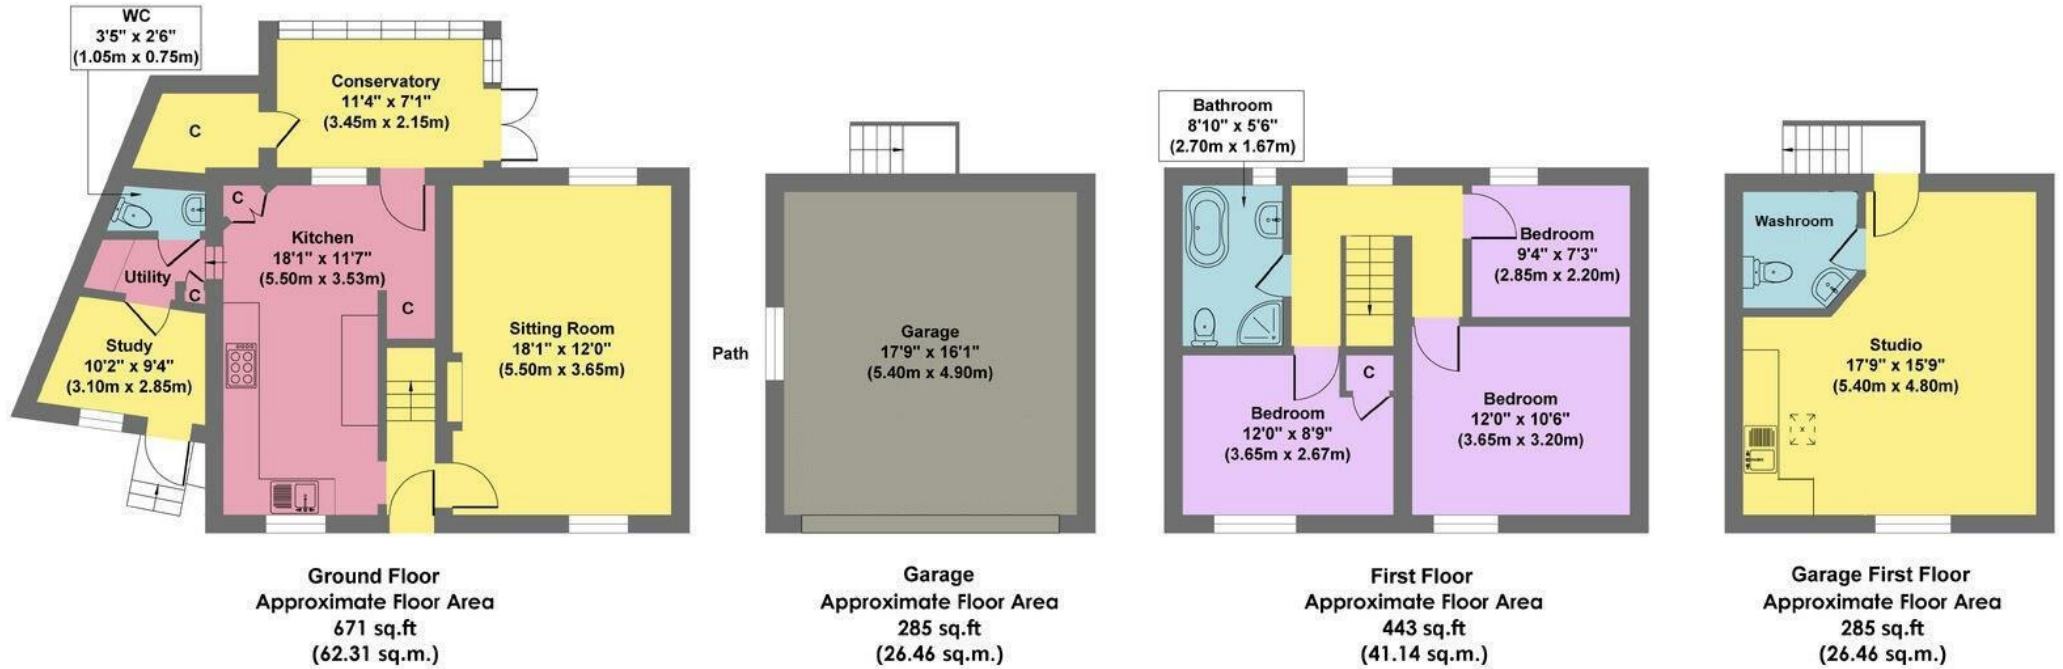 WC
3'5" x 2'6"
(1.05m x 0.75m)
Conservatory
11'4" x 7'1"
(3.45m x 2.15m)
C
C
Kitchen
18'1" x 11'7"
(5.50m x 3.53m)
Utility
C
C
Study
10'2" x 9'4"
(3.10m x 2.85m)
Sitting Room
18'1" x 12'0"
(5.50m x 3.65m)
Ground Floor
Approximate Floor Area
671 sq.ft
(62.31 sq.m.)
Path
Garage
17'9" x 16'1"
(5.40m x 4.90m)
Garage
Approximate Floor Area
285 sq.ft
(26.46 sq.m.)
Bathroom
8'10" x 5'6"
(2.70m x 1.67m)
Bedroom
9'4" x 7'3"
(2.85m x 2.20m)
C
Bedroom
12'0" x 8'9"
(3.65m x 2.67m)
Bedroom
12'0" x 10'6"
(3.65m x 3.20m)
First Floor
Approximate Floor Area
443 sq.ft
(41.14 sq.m.)
Washroom
Studio
17'9" x 15'9"
(5.40m x 4.80m)
x
Garage First Floor
Approximate Floor Area
285 sq.ft
(26.46 sq.m.)